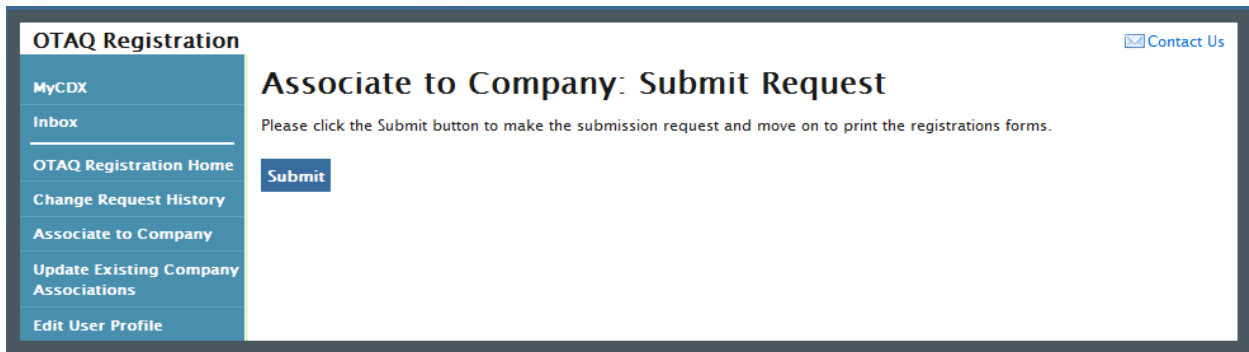 OTAQ Registration
Contact Us
MyCDX
Inbox
OTAQ Registration Home
Change Request History
Associate to Company
Update Existing Company
Associations
Edit User Profile
Associate to Company: Submit Request
Please click the Submit button to make the submission request and move on to print the registrations forms.
Submit